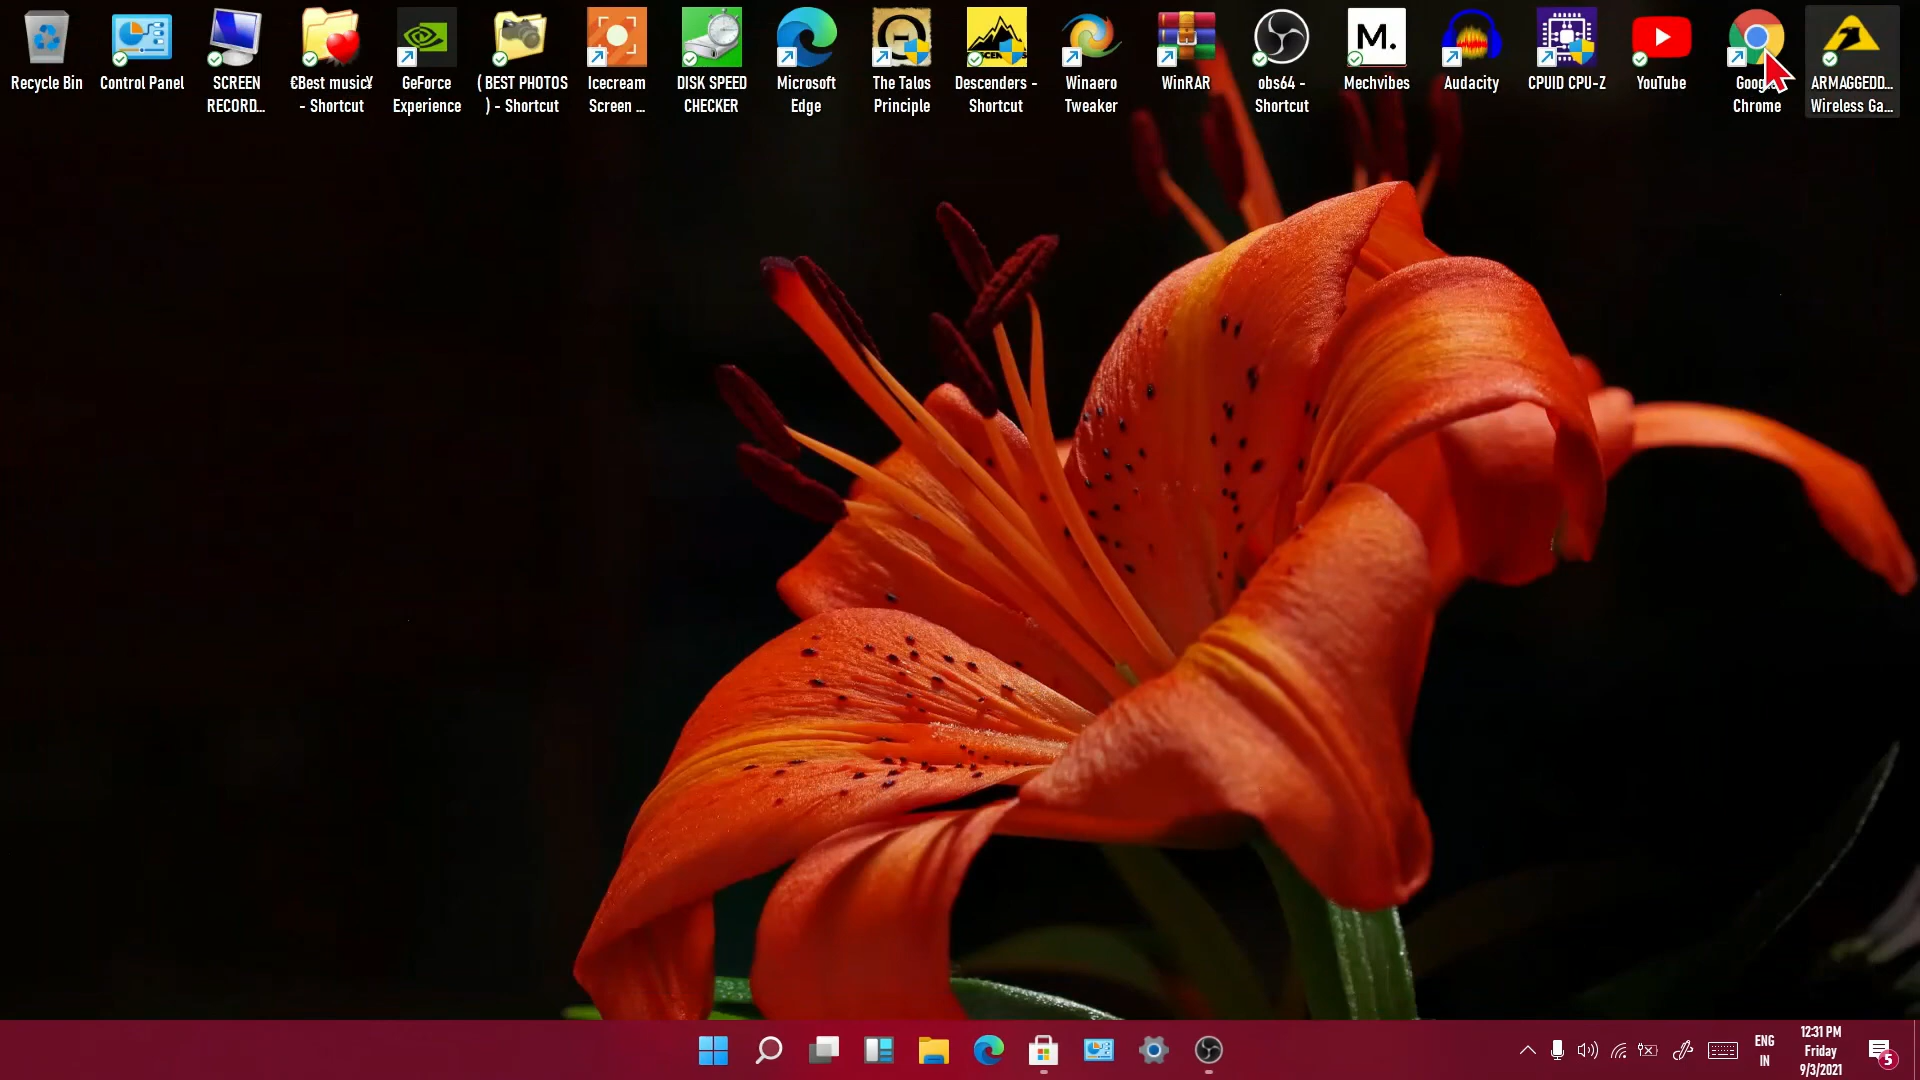 Recycle Bin
Control Panel
SCREEN
RECORD...
€Best music¥
- Shortcut
GeForce
Experience
( BEST PHOTOS
) - Shortcut
Icecream
Screen ...
DISK SPEED
CHECKER
Microsoft
Edge
The Talos
Principle
Descenders -
Shortcut
Winaero
Tweaker
WinRAR
obs64 -
Shortcut
M.
Mechvibes
Audacity
CPUID CPU-Z
YouTube
Chrome
ARMAGGEDD...
Wireless Ga...
ENG
IN
12:31 PM
Friday
9/3/2021
5